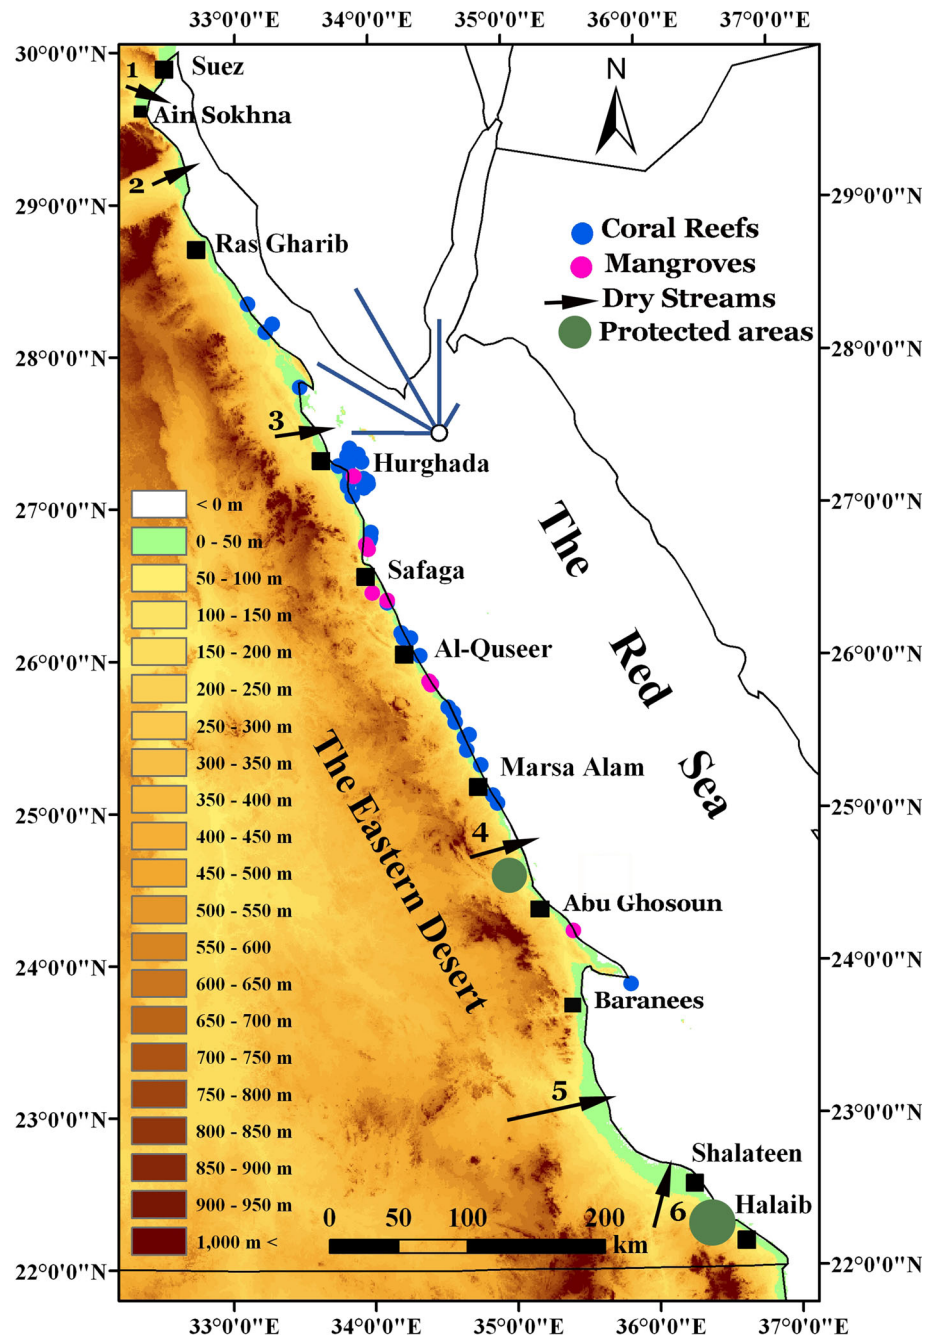 33°0'0"E 34°0'0"E 35°0'0"E 36°0'0"E 37°0'0"E
30°0'0"N
29°0'0"N
28°0'0"N
27°0'0"N
26°0'0"N
25°0'0"N
24°0'0"N
23°0'0"N
22°0'0"N
29°0'0"N
28°0'0"N
27°0'0"N
26°0'0"N
25°0'0"N
24°0'0"N
23°0'0"N
22°0'0"N
N
1
Suez
Ain Sokhna
2
Ras Gharib
Coral Reefs
Mangroves
Dry Streams
Protected areas
3
Hurghada
Safaga
Al-Quseer
Marsa Alam
4
Abu Ghosoun
Baranees
5
Shalateen
6
Halaib
The Red Sea
The Eastern Desert
< 0 m
0 - 50 m
50 - 100 m
100 - 150 m
150 - 200 m
200 - 250 m
250 - 300 m
300 - 350 m
350 - 400 m
400 - 450 m
450 - 500 m
500 - 550 m
550 - 600
600 - 650 m
650 - 700 m
700 - 750 m
750 - 800 m
800 - 850 m
850 - 900 m
900 - 950 m
1,000 m <
0 50 100 200
km
33°0'0"E 34°0'0"E 35°0'0"E 36°0'0"E 37°0'0"E